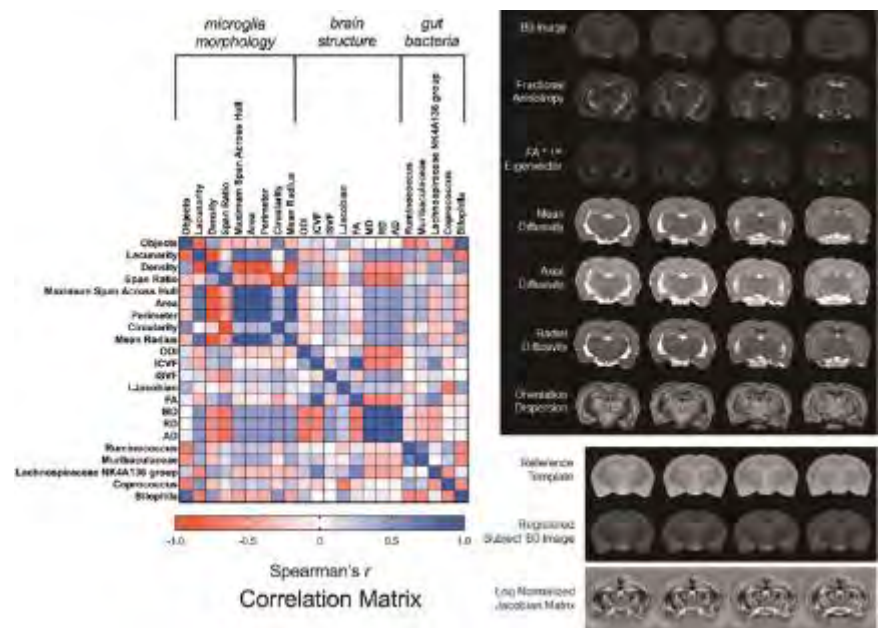 microglia
morphology
brain
structure
gut
bacteria
Objects
Lacunarity
Density
Span Ratio
Maximum Span Across Hull
Area
Perimeter
Circularity
Mean Radius
ODI
ICVF
ISVF
FA
MD
RD
AD
Ruminococcus
Muribaculaceae
Lachnospiraceae NK4A136 group
Coprococcus
Bilophila
Objects
Lacunarity
Density
Span Ratio
Maximum Span Across Hull
Area
Perimeter
Circularity
Mean Radius
ODI
ICVF
FA
MD
RD
AD
Ruminococcus
Muribaculaceae
Lachnospiraceae NK4A136 group
Coprococcus
Bilophila
-1.0
-0.5
0
0.5
1.0
Spearman's r
Correlation Matrix
B0 Image
Fractional
Anisotropy
Eigenvector
Mean
Diffusivity
Axial
Diffusivity
Radial
Diffusivity
Orientation
Dispersion
Reference
Template
Registered
Subject B0 Image
Log Normalized
Jacobian Matrix